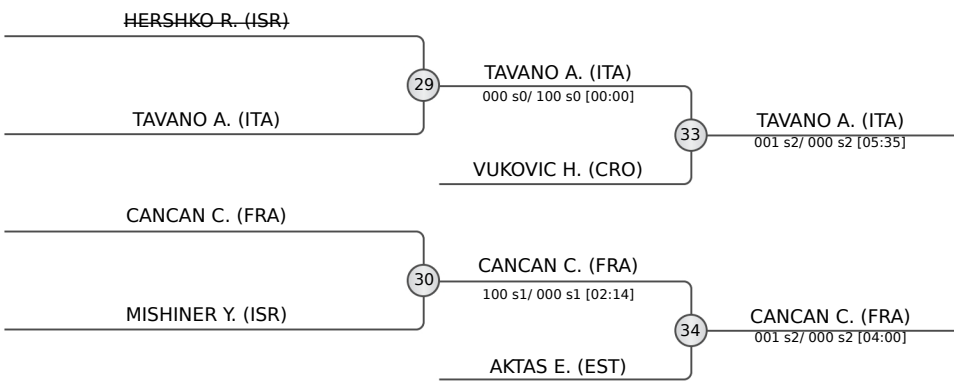 HERSHKO R. (ISR)
29
TAVANO A. (ITA)
TAVANO A. (ITA)
000 s0/ 100 s0 [00:00]
33
VUKOVIC H. (CRO)
TAVANO A. (ITA)
001 s2/ 000 s2 [05:35]
CANCAN C. (FRA)
30
MISHINER Y. (ISR)
CANCAN C. (FRA)
100 s1/ 000 s1 [02:14]
34
AKTAS E. (EST)
CANCAN C. (FRA)
001 s2/ 000 s2 [04:00]